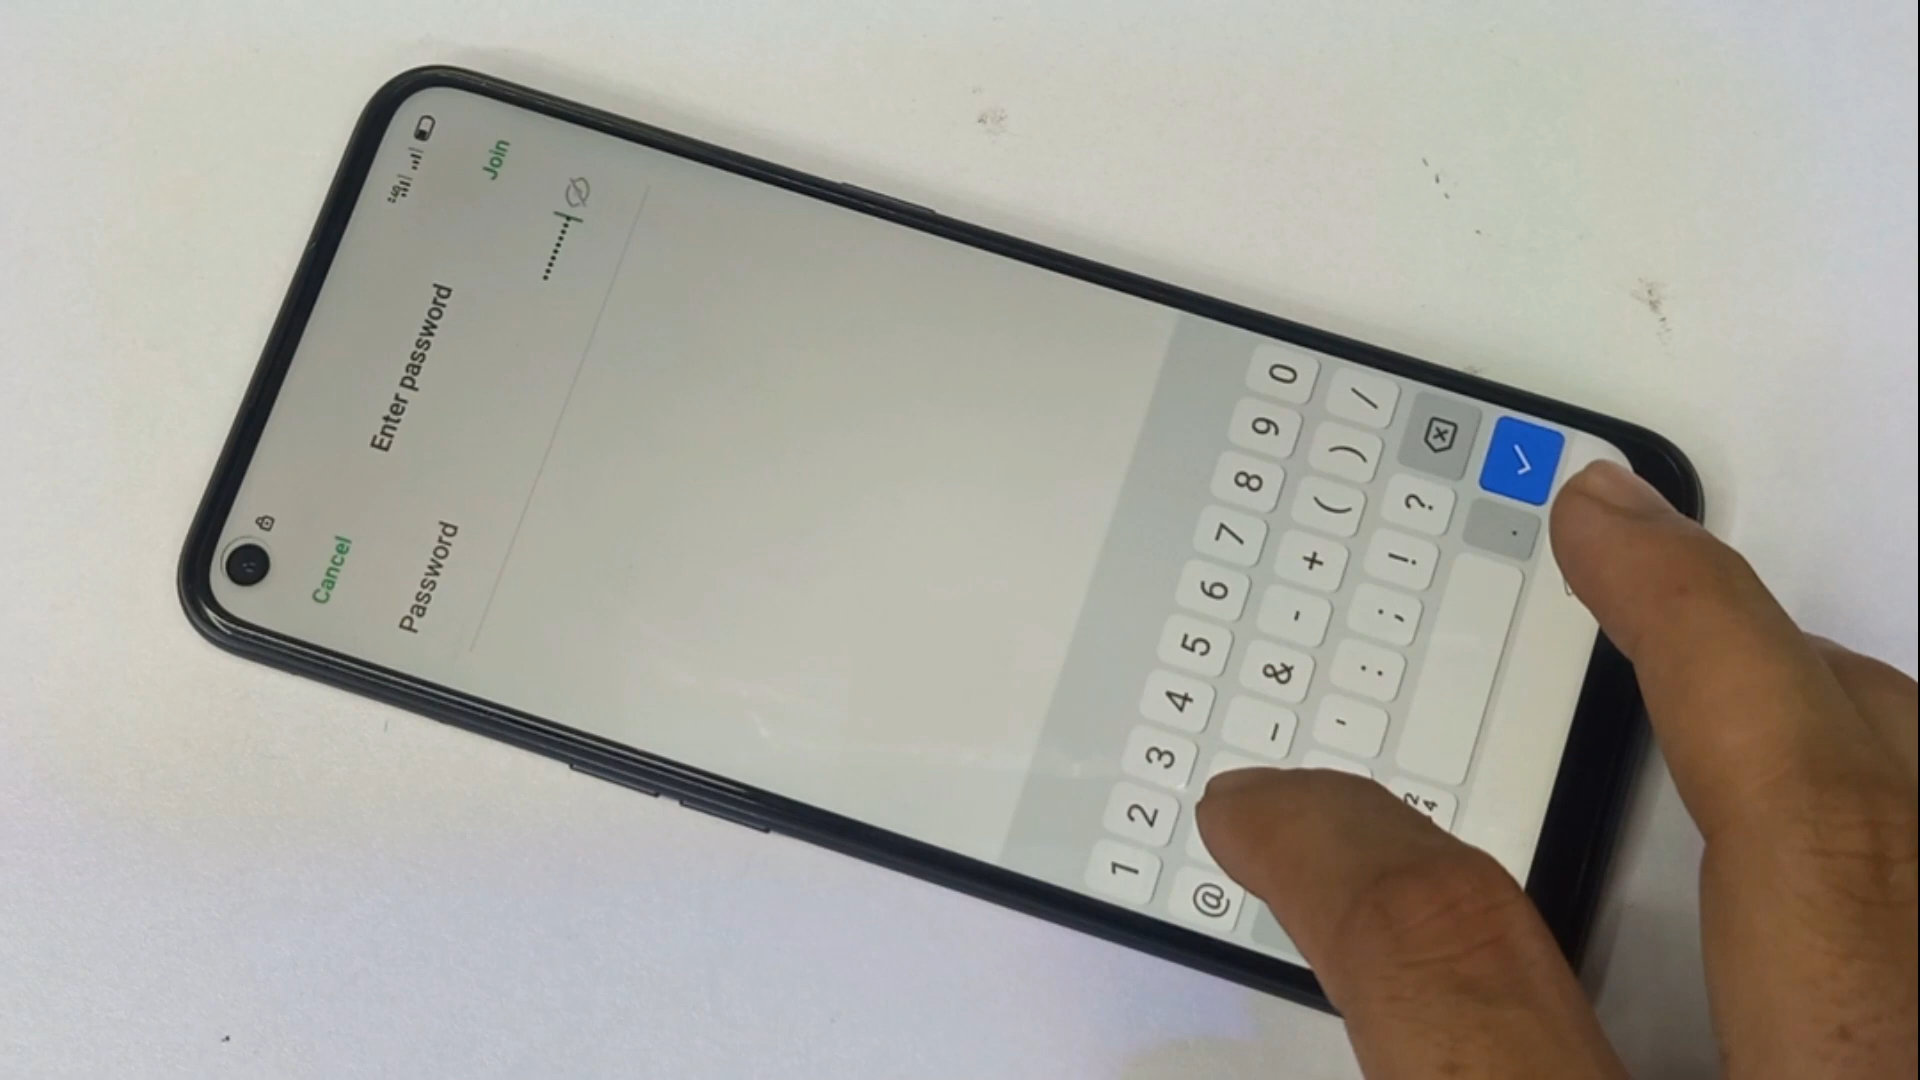 Cancel Enter password Join
Password ..........
1 2 3 4 5 6 7 8 9 0
@ _ & - + ( ) /
' : ; ! ?
.